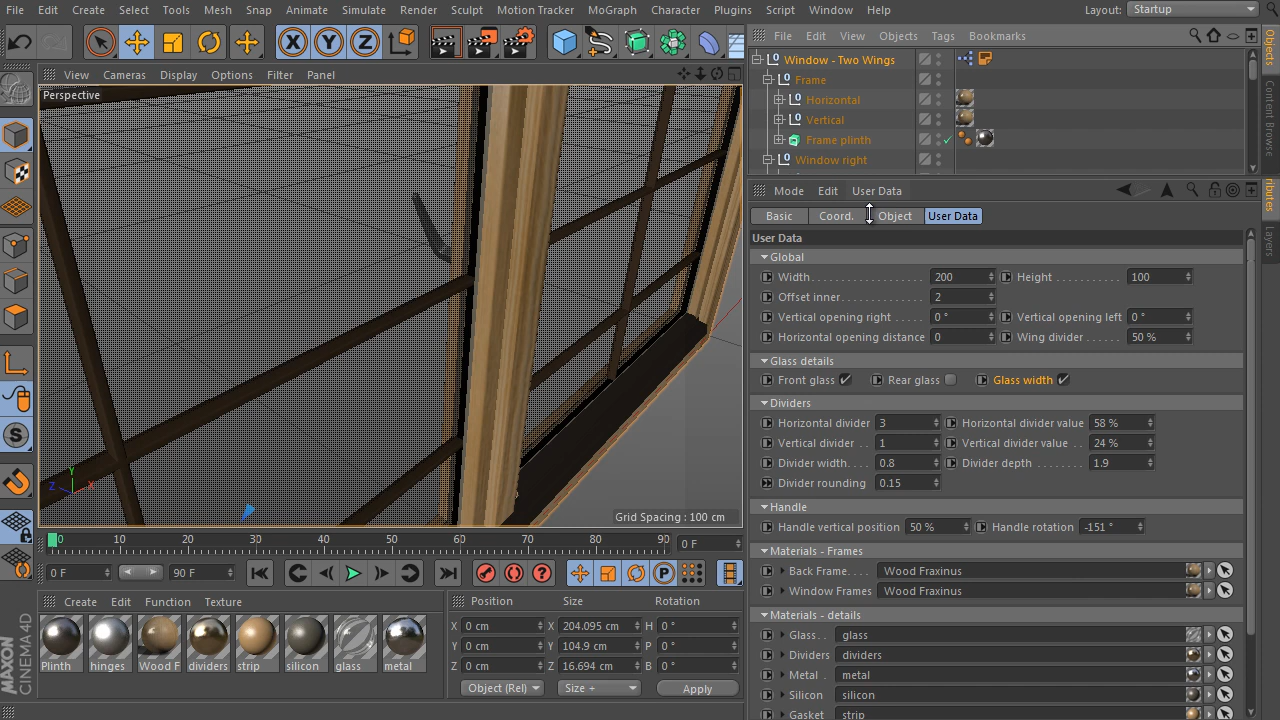 File Edit Create Select Tools Mesh Snap Animate Simulate Render Sculpt Motion Tracker MoGraph Character Plugins Script Window Help Layout: Startup
File Edit View Objects Tags Bookmarks
View Cameras Display Options Filter Panel
Perspective
Window - Two Wings
Frame
Horizontal
Vertical
Frame plinth
Window right
Objects
Content Browse
Mode Edit User Data
Basic Coord. Object User Data
ributes
Layers
User Data
Global
Width 200 Height 100
Offset inner 2
Vertical opening right 0 ° Vertical opening left 0 °
Horizontal opening distance 0 Wing divider 50 %
Glass details
Front glass Rear glass Glass width
Dividers
Horizontal divider 3 Horizontal divider value 58 %
Vertical divider 1 Vertical divider value 24 %
Divider width 0.8 Divider depth 1.9
Divider rounding 0.15
Handle
Handle vertical position 50 % Handle rotation -151 °
Materials - Frames
Back Frame Wood Fraxinus
Window Frames Wood Fraxinus
Materials - details
Glass glass
Dividers dividers
Metal metal
Silicon silicon
Gasket strip
Y
Z X
Grid Spacing : 100 cm
0 10 20 30 40 50 60 70 80 90 0 F
0 F 90 F
Create Edit Function Texture
Plinth hinges Wood F dividers strip silicon glass metal
Position Size Rotation
X 0 cm X 204.095 cm H 0 °
Y 0 cm Y 104.9 cm P 0 °
Z 0 cm Z 16.694 cm B 0 °
Object (Rel) Size + Apply
MAXON
CINEMA 4D